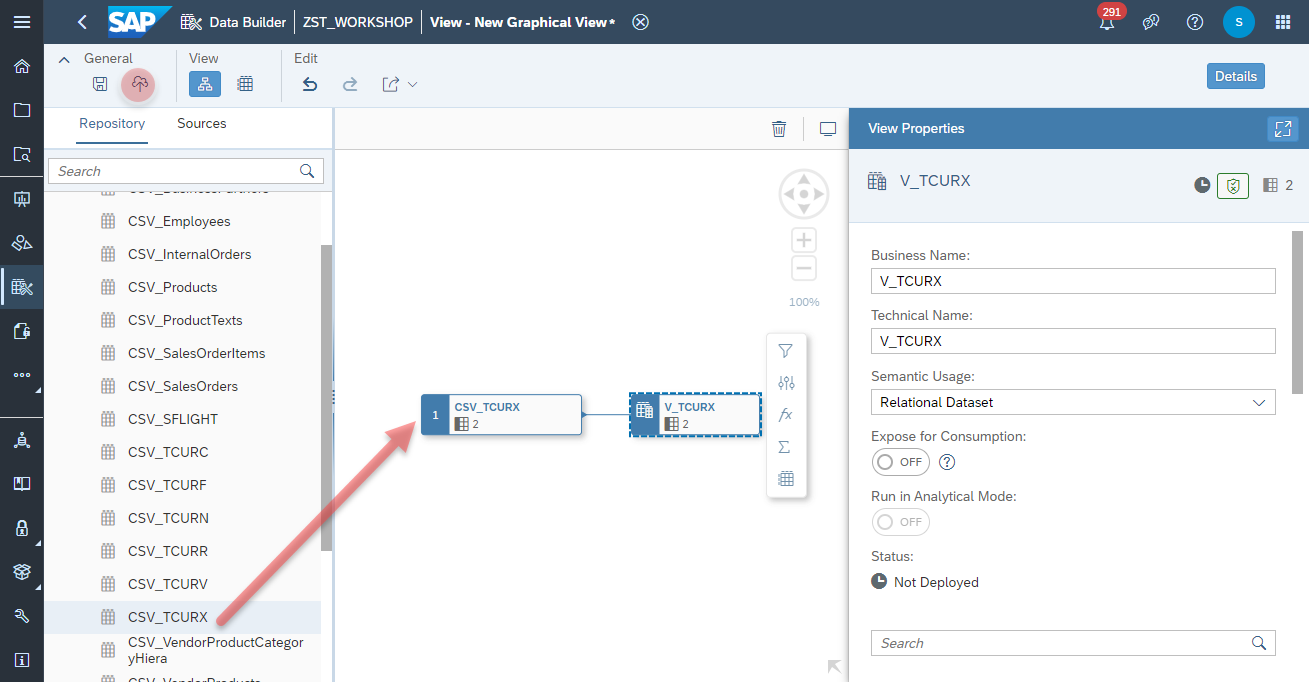 SAP
Data Builder
ZST_WORKSHOP
View - New Graphical View*
291
S
General
View
Edit
Details
Repository
Sources
Search
CSV_BusinessPartners
CSV_Employees
CSV_InternalOrders
CSV_Products
CSV_ProductTexts
CSV_SalesOrderItems
CSV_SalesOrders
CSV_SFLIGHT
CSV_TCURC
CSV_TCURF
CSV_TCURN
CSV_TCURR
CSV_TCURV
CSV_TCURX
CSV_VendorProductCategor
yHiera
CSV_VendorProducts
100%
1
CSV_TCURX
2
V_TCURX
2
fx
Σ
View Properties
V_TCURX
2
Business Name:
V_TCURX
Technical Name:
V_TCURX
Semantic Usage:
Relational Dataset
Expose for Consumption:
OFF
Run in Analytical Mode:
OFF
Status:
Not Deployed
Search